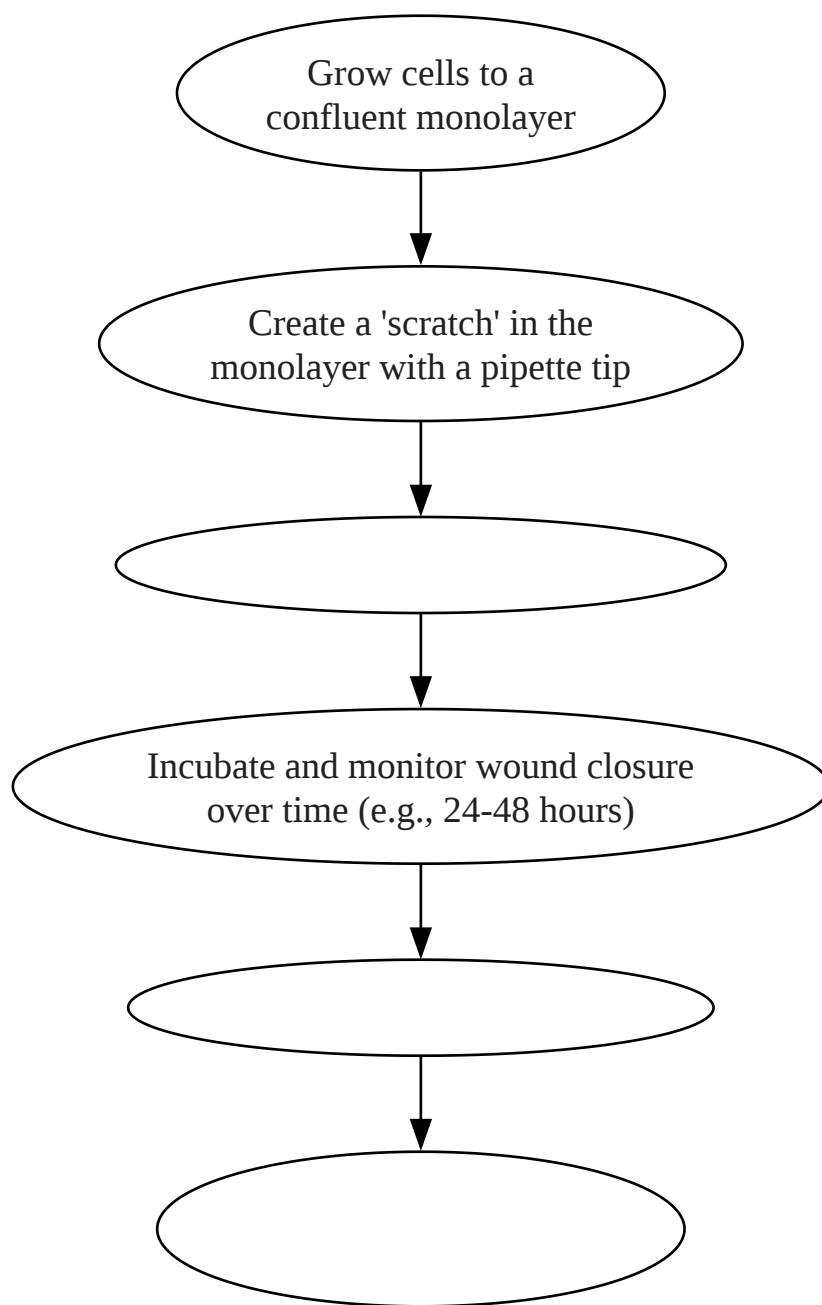 Grow cells to a
confluent monolayer
Create a 'scratch' in the
monolayer with a pipette tip
Incubate and monitor wound closure
over time (e.g., 24-48 hours)